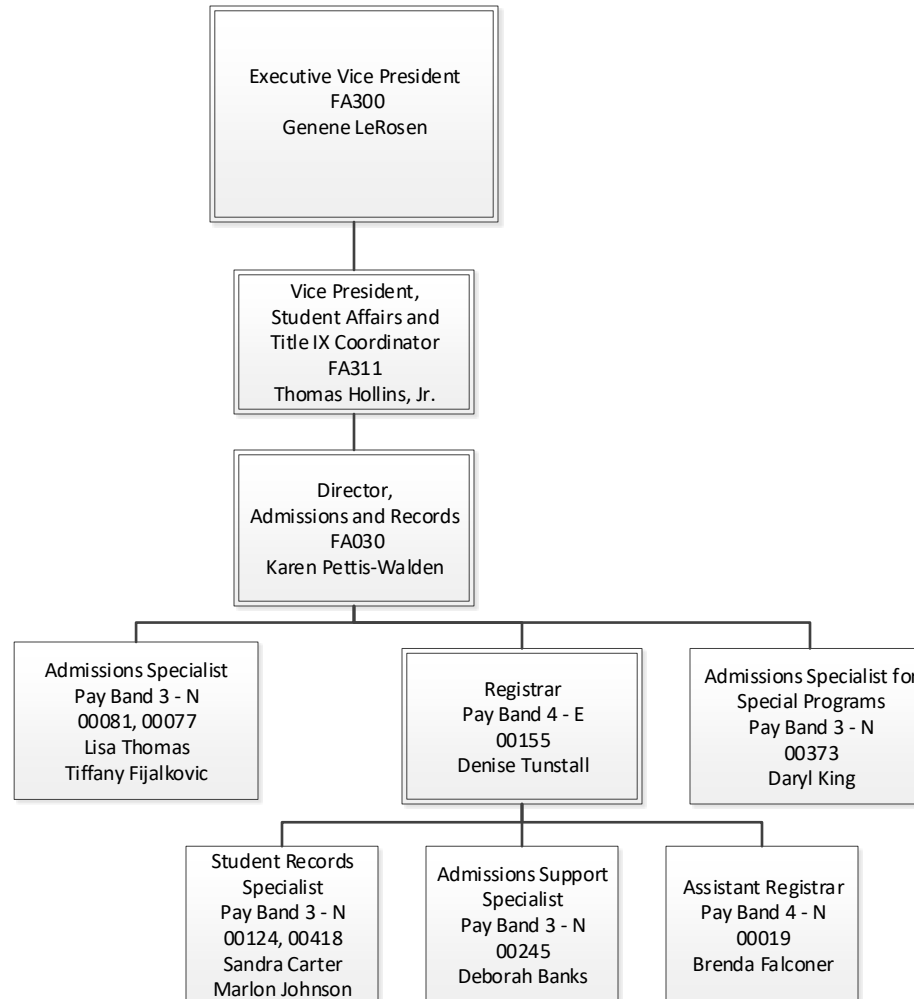 Executive Vice President
FA300
Genene LeRosen
Vice President,
Student Affairs and
Title IX Coordinator
FA311
Thomas Hollins, Jr.
Director,
Admissions and Records
FA030
Karen Pettis-Walden
Admissions Specialist
Pay Band 3 - N
00081, 00077
Lisa Thomas
Tiffany Fijalkovic
Registrar
Pay Band 4 - E
00155
Denise Tunstall
Admissions Specialist for
Special Programs
Pay Band 3 - N
00373
Daryl King
Student Records
Specialist
Pay Band 3 - N
00124, 00418
Sandra Carter
Marlon Johnson
Admissions Support
Specialist
Pay Band 3 - N
00245
Deborah Banks
Assistant Registrar
Pay Band 4 - N
00019
Brenda Falconer